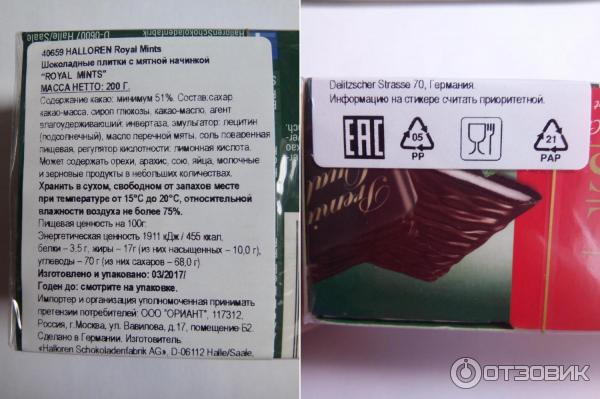 D-06007 Halle/Saale
HallorenSchokoladenfabrik
40659 HALLOREN Royal Mints
Шоколадные плитки с мятной начинкой
"ROYAL MINTS"
МАССА НЕТТО: 200 Г.
Содержание какао: минимум 51%. Состав:сахар
какао-масса, сироп глюкозы, какао-масло, агент
влагоудерживающий: инвертаза, эмульгатор: лецитин
(подсолнечный), масло перечной мяты, соль поваренная
пищевая, регулятор кислотности: лимонная кислота.
Может содержать орехи, арахис, сою, яйца, молочные
и зерновые продукты в небольших количествах.
Хранить в сухом, свободном от запахов месте
при температуре от 15°С до 20°С, относительной
влажности воздуха не более 75%.
Пищевая ценность на 100г:
Энергетическая ценность 1911 кДж / 455 ккал,
белки – 3,5 г, жиры – 17г (из них насыщенных – 10,0 г),
углеводы – 70 г (из них сахаров – 68,0 г)
Изготовлено и упаковано: 03/2017/
Годен до: смотрите на упаковке.
Импортер и организация уполномоченная принимать
претензии потребителей: ООО "ОРИАНТ", 117312,
Россия, г.Москва, ул. Вавилова, д.17, помещение Б2.
Сделано в Германии. Изготовитель:
«Halloren Schokoladenfabrik AG», D-06112 Halle/Saale,
Delitzscher Strasse 70, Германия.
Информацию на стикере считать приоритетной.
EAC
05
PP
21
PAP
ОТЗОВИК